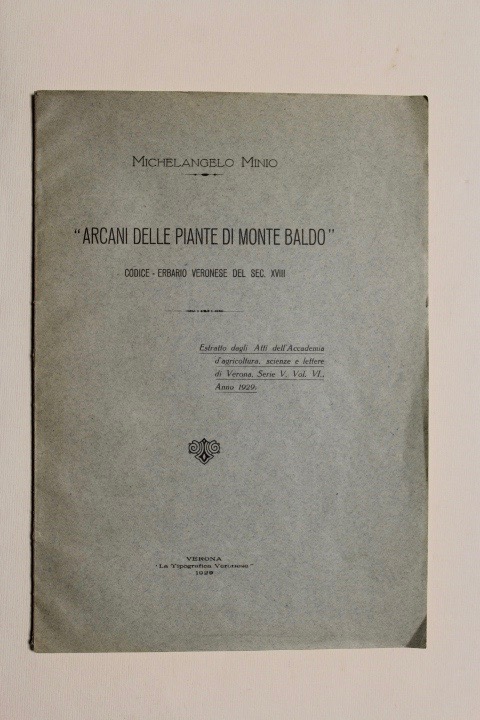 MICHELANGELO MINIO
"ARCANI DELLE PIANTE DI MONTE BALDO"
CODICE - ERBARIO VERONESE DEL SEC. XVIII
Estratto dagli Atti dell'Accademia
d'agricoltura, scienze e lettere
di Verona, Serie V, Vol. VI.,
Anno 1929.
VERONA
"La Tipografica Veronese"
1929